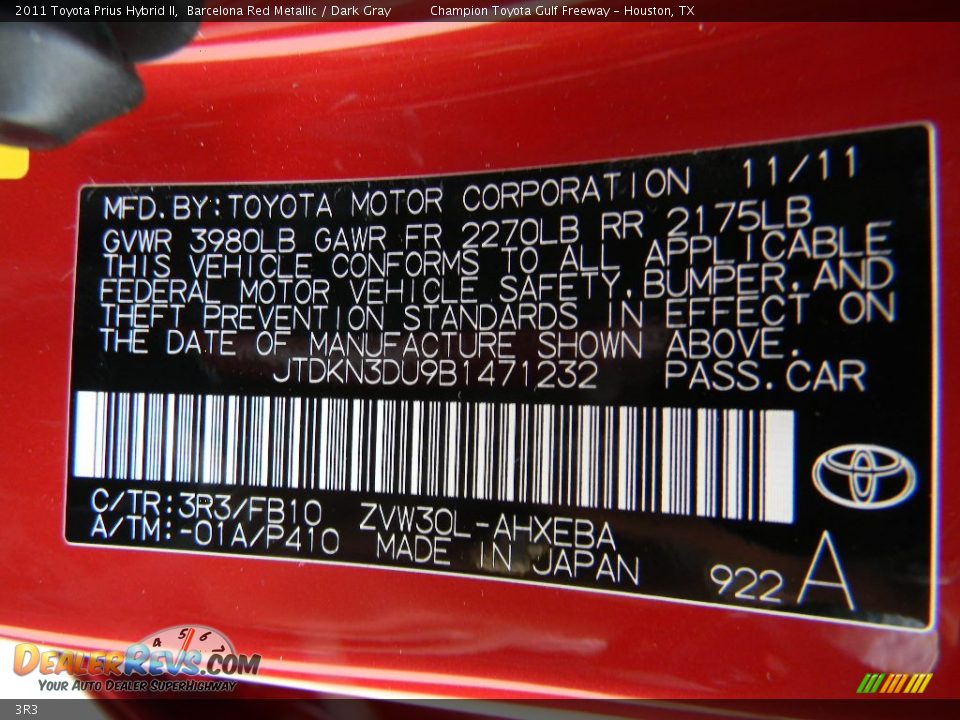 2011 Toyota Prius Hybrid II, Barcelona Red Metallic / Dark Gray Champion Toyota Gulf Freeway - Houston, TX
MFD.BY:TOYOTA MOTOR CORPORATION 11/11
GVWR 3980LB GAWR FR 2270LB RR 2175LB
THIS VEHICLE CONFORMS TO ALL APPLICABLE
FEDERAL MOTOR VEHICLE SAFETY,BUMPER,AND
THEFT PREVENTION STANDARDS IN EFFECT ON
THE DATE OF MANUFACTURE SHOWN ABOVE.
JTDKN3DU9B1471232 PASS.CAR
C/TR:3R3/FB10 ZVW30L-AHXEBA
A/TM:-01A/P410 MADE IN JAPAN
922 A
4 5 6
DEALERREVS.COM
YOUR AUTO DEALER SUPERHIGHWAY
3R3